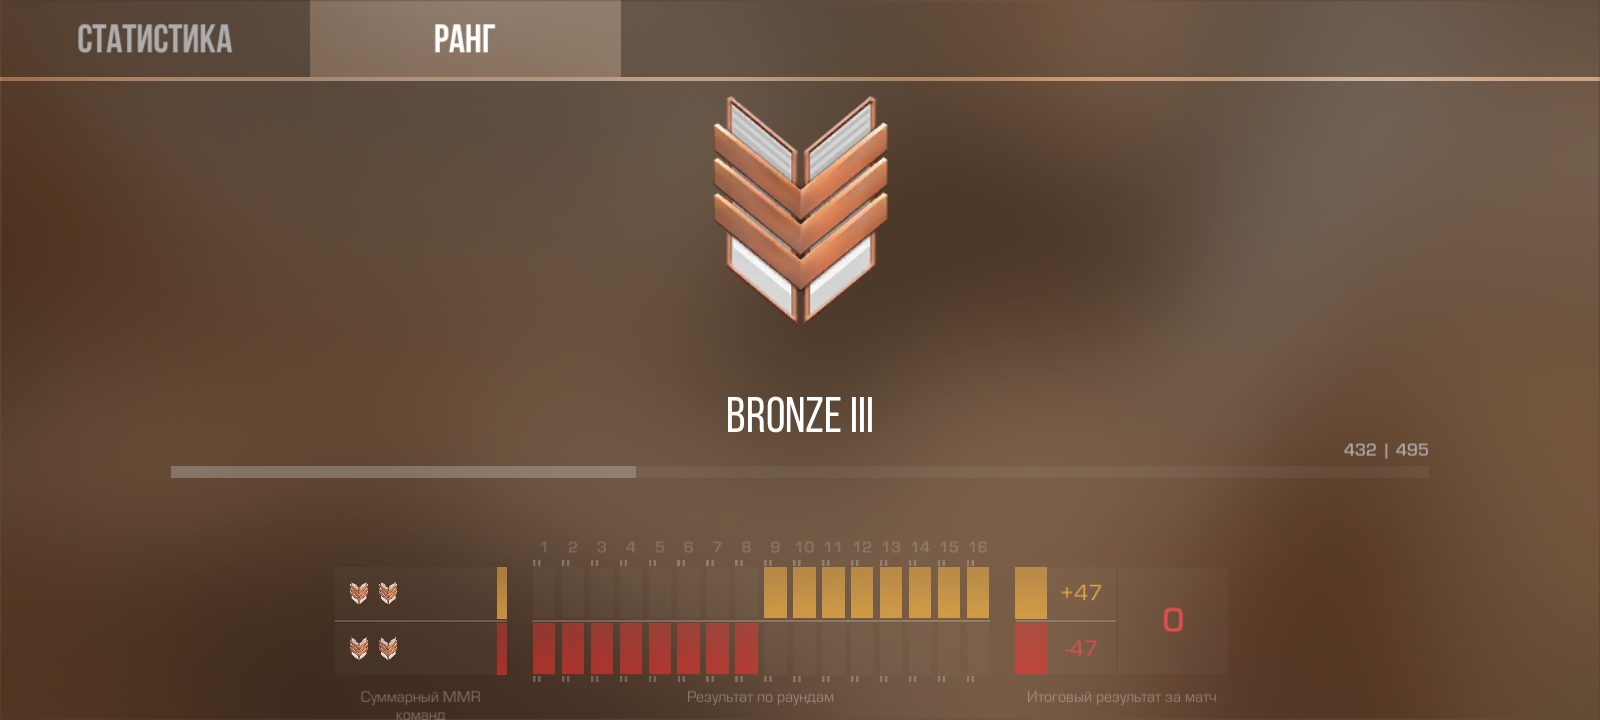 СТАТИСТИКА РАНГ
BRONZE III
432 | 495
1 2 3 4 5 6 7 8 9 10 11 12 13 14 15 16
+47
0
-47
Суммарный MMR
команд
Результат по раундам
Итоговый результат за матч